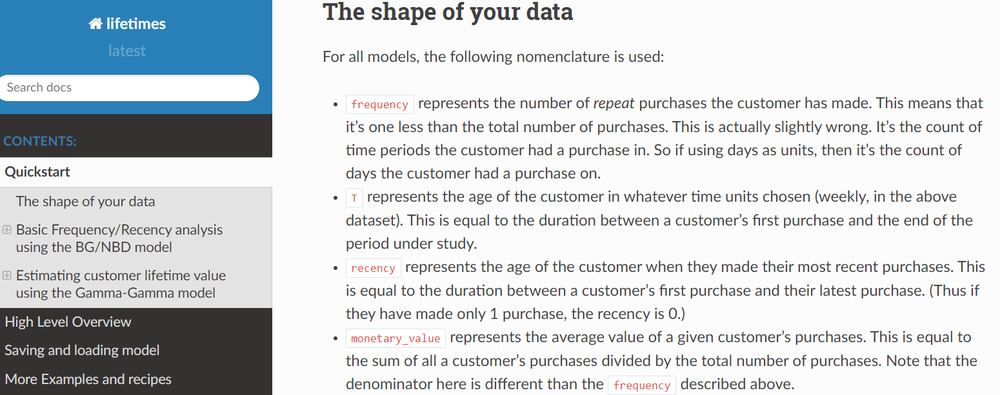 lifetimes
latest
Search docs
CONTENTS:
Quickstart
The shape of your data
Basic Frequency/Recency analysis
using the BG/NBD model
Estimating customer lifetime value
using the Gamma-Gamma model
High Level Overview
Saving and loading model
More Examples and recipes
The shape of your data
For all models, the following nomenclature is used:
• frequency represents the number of repeat purchases the customer has made. This means that
it’s one less than the total number of purchases. This is actually slightly wrong. It’s the count of
time periods the customer had a purchase in. So if using days as units, then it’s the count of
days the customer had a purchase on.
• T represents the age of the customer in whatever time units chosen (weekly, in the above
dataset). This is equal to the duration between a customer’s first purchase and the end of the
period under study.
• recency represents the age of the customer when they made their most recent purchases. This
is equal to the duration between a customer’s first purchase and their latest purchase. (Thus if
they have made only 1 purchase, the recency is 0.)
• monetary_value represents the average value of a given customer’s purchases. This is equal to
the sum of all a customer’s purchases divided by the total number of purchases. Note that the
denominator here is different than the frequency described above.